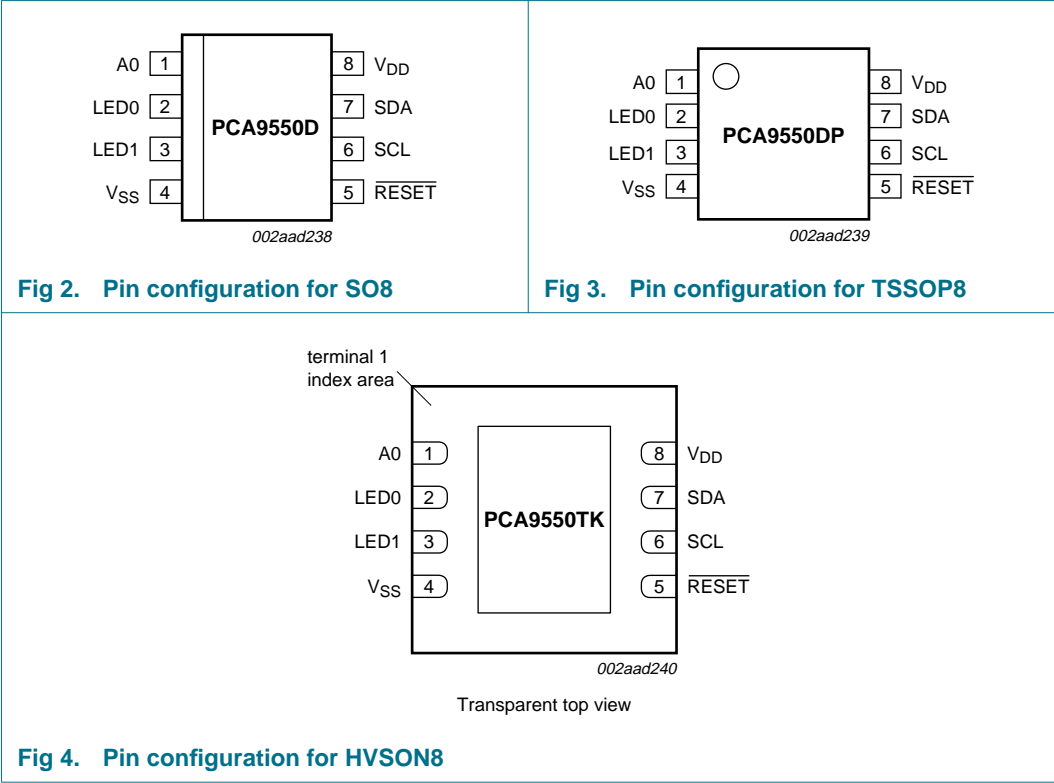 A0 1 8 VDD
LED0 2 7 SDA
PCA9550D
LED1 3 6 SCL
VSS 4 5 RESET
002aad238
Fig 2. Pin configuration for SO8
A0 1 8 VDD
LED0 2 7 SDA
PCA9550DP
LED1 3 6 SCL
VSS 4 5 RESET
002aad239
Fig 3. Pin configuration for TSSOP8
terminal 1
index area
A0 1 8 VDD
LED0 2 7 SDA
PCA9550TK
LED1 3 6 SCL
VSS 4 5 RESET
002aad240
Transparent top view
Fig 4. Pin configuration for HVSON8